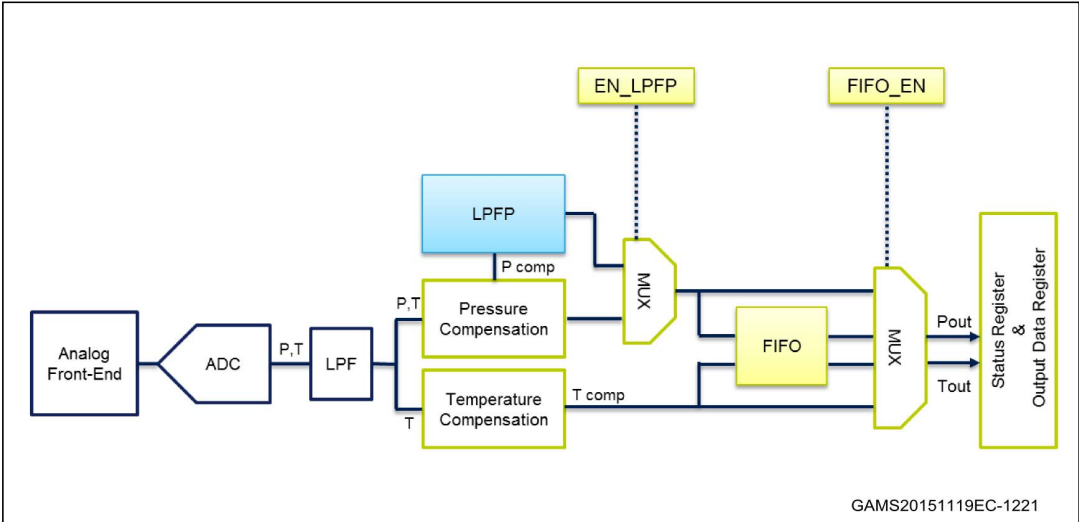 EN_LPFP
FIFO_EN
LPFP
P comp
P,T
Pressure
Compensation
MUX
Analog
Front-End
ADC
P,T
LPF
FIFO
MUX
Pout
Tout
Status Register
&
Output Data Register
T
Temperature
Compensation
T comp
GAMS20151119EC-1221